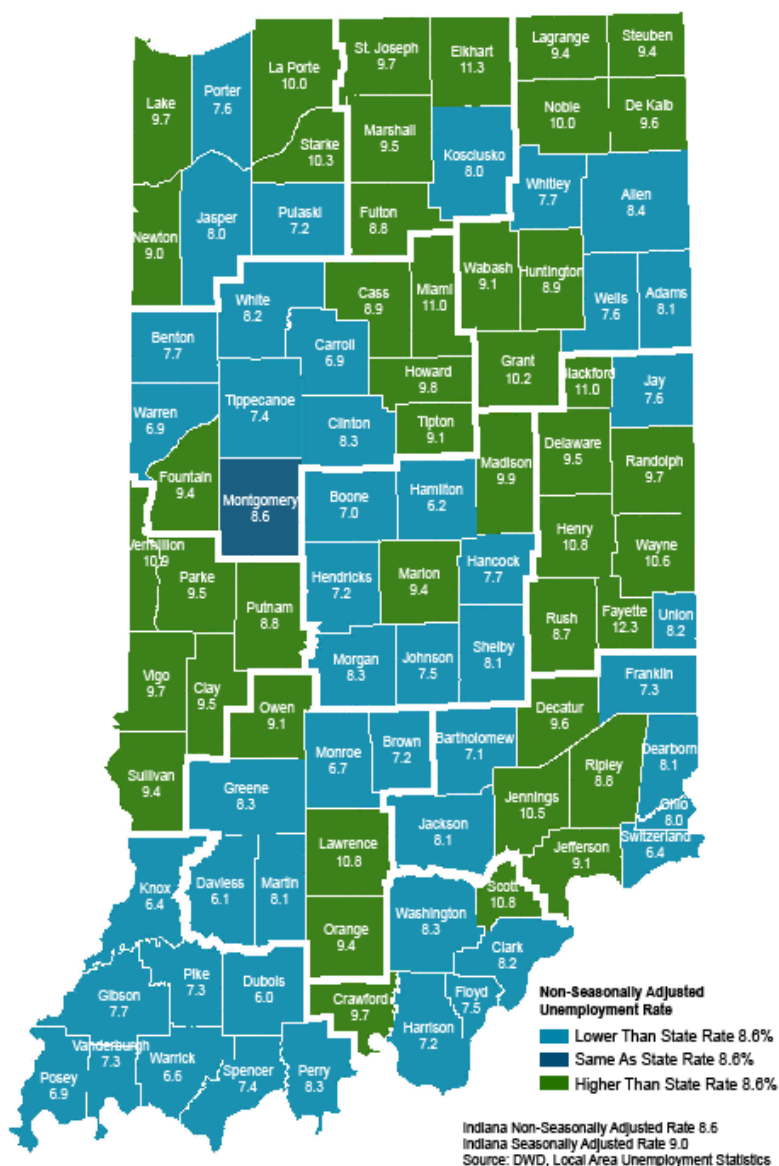 St. Joseph
9.7
Elkhart
11.3
Lagrange
9.4
Steuben
9.4
La Porte
10.0
Porter
7.6
Lake
9.7
Noble
10.0
De Kalb
9.6
Marshall
9.5
Starke
10.3
Kosciusko
8.0
Whitley
7.7
Allen
8.4
Jasper
8.0
Pulaski
7.2
Fulton
8.8
Newton
9.0
Wabash
9.1
Huntington
8.9
Miami
11.0
Cass
8.9
White
8.2
Wells
7.6
Adams
8.1
Benton
7.7
Carroll
6.9
Grant
10.2
Howard
9.8
Blackford
11.0
Jay
7.6
Tippecanoe
7.4
Warren
6.9
Clinton
8.3
Tipton
9.1
Delaware
9.5
Madison
9.9
Randolph
9.7
Fountain
9.4
Montgomery
8.6
Boone
7.0
Hamilton
6.2
Henry
10.8
Wayne
10.6
Vermillion
10.9
Parke
9.5
Hendricks
7.2
Marion
9.4
Hancock
7.7
Putnam
8.8
Rush
8.7
Fayette
12.3
Union
8.2
Shelby
8.1
Morgan
8.3
Johnson
7.5
Vigo
9.7
Clay
9.5
Franklin
7.3
Owen
9.1
Decatur
9.6
Monroe
6.7
Brown
7.2
Bartholomew
7.1
Dearborn
8.1
Ripley
8.8
Sullivan
9.4
Greene
8.3
Jennings
10.5
Ohio
8.0
Jackson
8.1
Switzerland
6.4
Lawrence
10.8
Jefferson
9.1
Knox
6.4
Daviess
6.1
Martin
8.1
Scott
10.8
Washington
8.3
Orange
9.4
Clark
8.2
Pike
7.3
Dubois
6.0
Gibson
7.7
Crawford
9.7
Floyd
7.5
Harrison
7.2
Vanderburgh
7.3
Warrick
6.6
Spencer
7.4
Perry
8.3
Posey
6.9
Non-Seasonally Adjusted
Unemployment Rate
Lower Than State Rate 8.6%
Same As State Rate 8.6%
Higher Than State Rate 8.6%
Indiana Non-Seasonally Adjusted Rate 8.6
Indiana Seasonally Adjusted Rate 9.0
Source: DWD, Local Area Unemployment Statistics